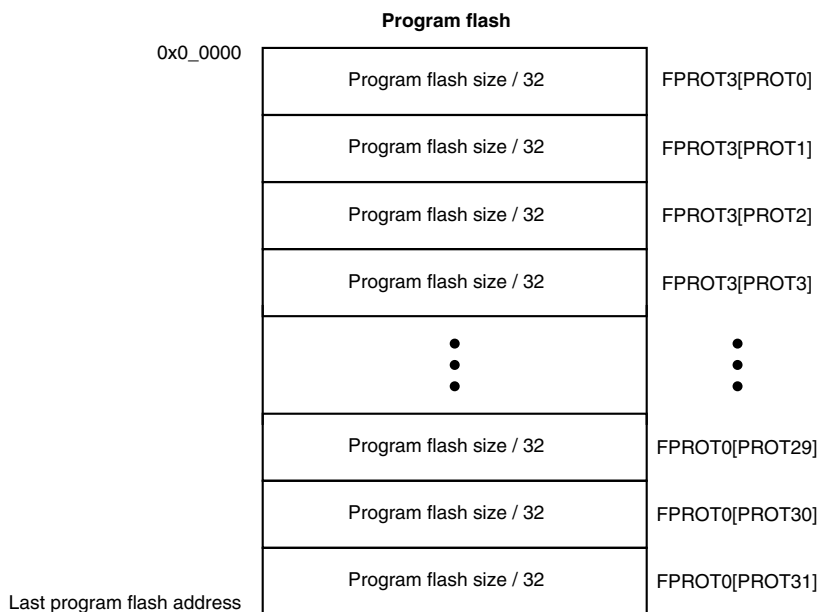 Program flash
0x0_0000
Program flash size / 32 FPROT3[PROT0]
Program flash size / 32 FPROT3[PROT1]
Program flash size / 32 FPROT3[PROT2]
Program flash size / 32 FPROT3[PROT3]
Program flash size / 32 FPROT0[PROT29]
Program flash size / 32 FPROT0[PROT30]
Program flash size / 32 FPROT0[PROT31]
Last program flash address